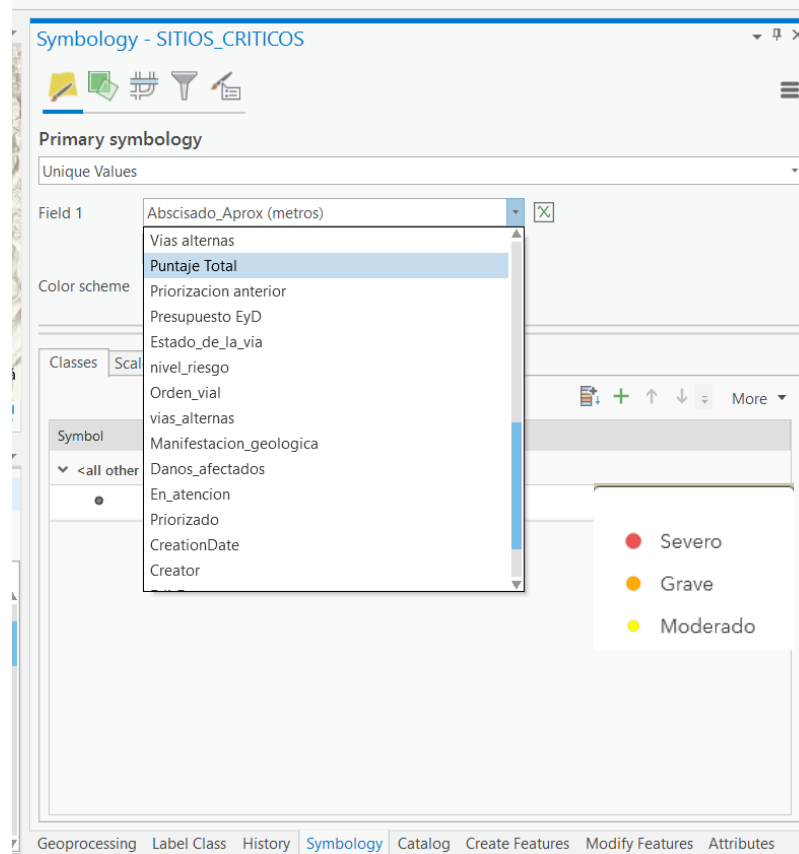 Symbology - SITIOS_CRITICOS
Primary symbology
Unique Values
Field 1 Abscisado_Aprox (metros)
Vias alternas
Puntaje Total
Color scheme
Priorizacion anterior
Presupuesto EyD
Estado_de_la_via
Classes Scal
nivel_riesgo
Orden_vial
More
vias_alternas
Symbol
Manifestacion_geologica
<all other
Danos_afectados
En_atencion
Priorizado
CreationDate
Creator
Severo
Grave
Moderado
Geoprocessing Label Class History Symbology Catalog Create Features Modify Features Attributes